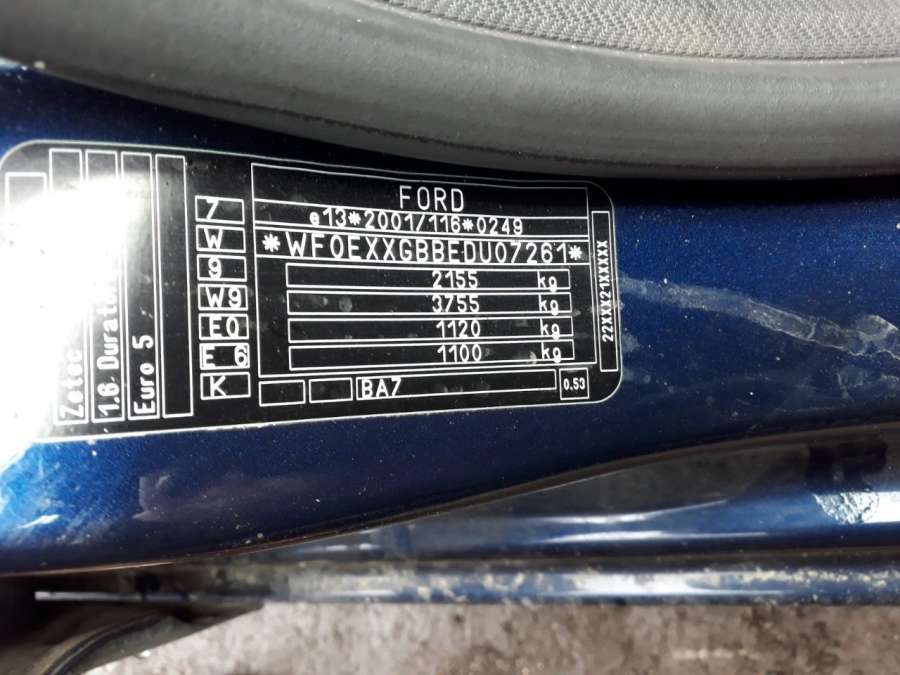 FORD
e13*2001/116*0249
*WF0EXXGBBEDU07261*
2155 kg
3755 kg
1120 kg
1100 kg
BA7
0.53
22XXX21XXXXX
7
W
9
W9
E0
E 6
K
Zetec
1.6
Euro 5